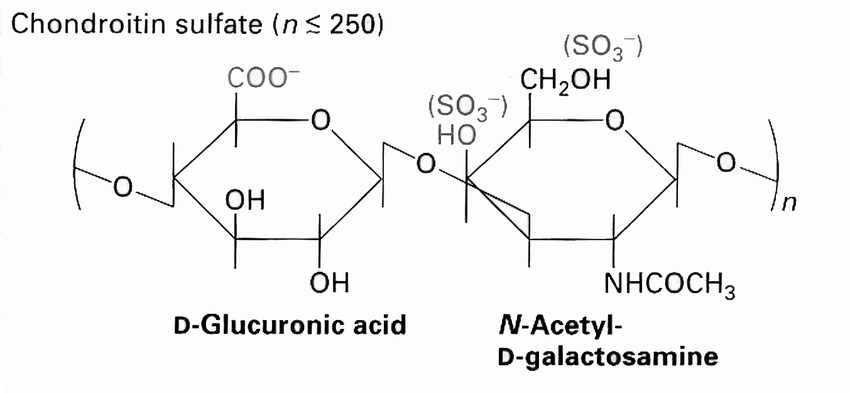 Chondroitin sulfate (n ≤ 250)
(SO₃⁻)
COO⁻
CH₂OH
(SO₃⁻)
O
O
HO
O
O
O
OH
OH
NHCOCH₃
n
D-Glucuronic acid
N-Acetyl-
D-galactosamine